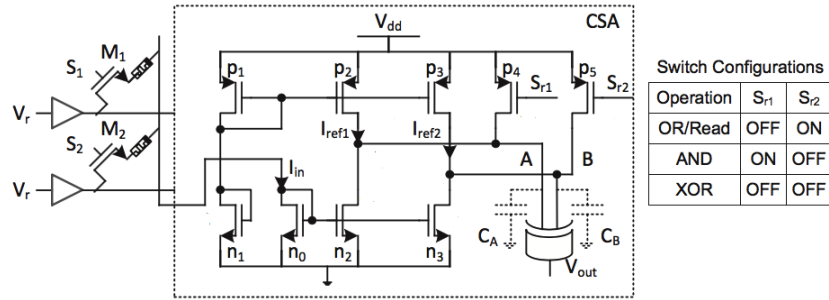 V_dd
CSA
M_1
S_1
V_r
M_2
S_2
V_r
p_1
p_2
p_3
p_4
p_5
S_r1
S_r2
I_ref1
I_ref2
A
B
I_in
n_1
n_0
n_2
n_3
C_A
C_B
V_out
Switch Configurations
Operation S_r1 S_r2
OR/Read OFF ON
AND ON OFF
XOR OFF OFF